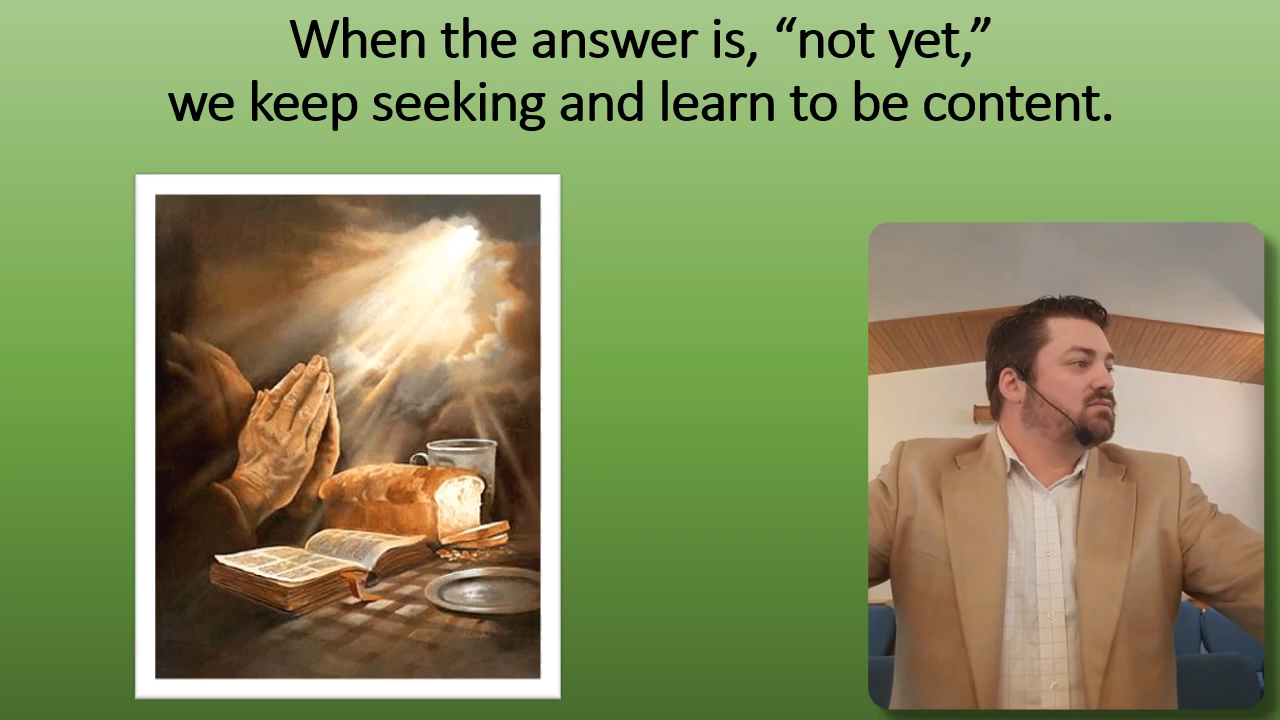 When the answer is, “not yet,”
we keep seeking and learn to be content.